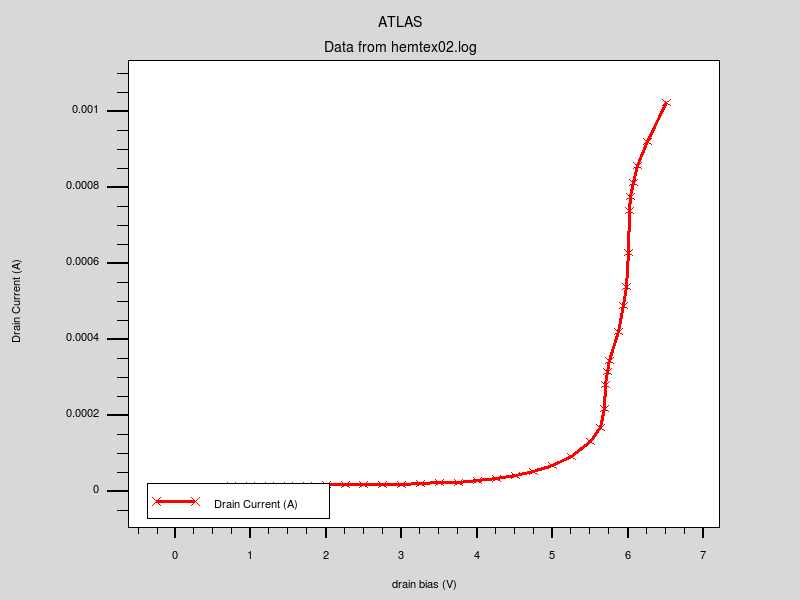 ATLAS
Data from hemtex02.log
Drain Current (A)
0.001
0.0008
0.0006
0.0004
0.0002
0
Drain Current (A)
0 1 2 3 4 5 6 7
drain bias (V)